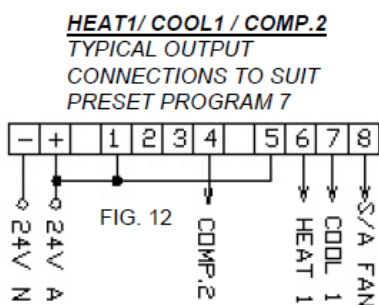 HEAT1/ COOL1 / COMP.2
TYPICAL OUTPUT
CONNECTIONS TO SUIT
PRESET PROGRAM 7
- + 1 2 3 4 5 6 7 8
FIG. 12
24V N
24V A
COMP.2
HEAT 1
COOL 1
S/A FAN